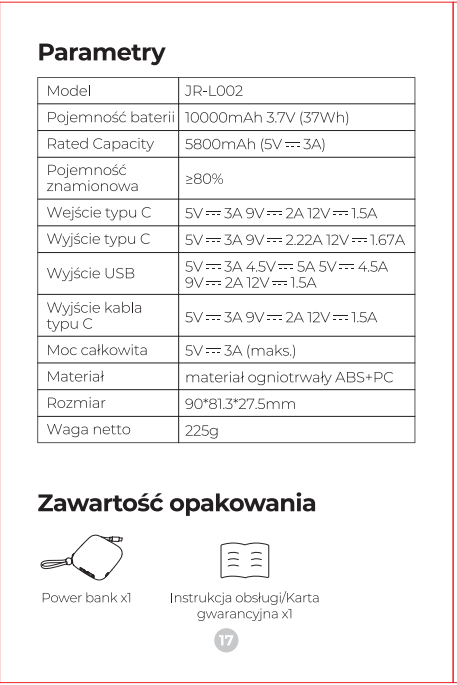 Parametry
Model JR-L002
Pojemność baterii 10000mAh 3.7V (37Wh)
Rated Capacity 5800mAh (5V⎓3A)
Pojemność
znamionowa ≥80%
Wejście typu C 5V⎓3A 9V⎓2A 12V⎓1.5A
Wyjście typu C 5V⎓3A 9V⎓2.22A 12V⎓1.67A
Wyjście USB 5V⎓3A 4.5V⎓5A 5V⎓4.5A
9V⎓2A 12V⎓1.5A
Wyjście kabla
typu C 5V⎓3A 9V⎓2A 12V⎓1.5A
Moc całkowita 5V⎓3A (maks.)
Materiał materiał ogniotrwały ABS+PC
Rozmiar 90*81.3*27.5mm
Waga netto 225g
Zawartość opakowania
Power bank x1
Instrukcja obsługi/Karta
gwarancyjna x1
17